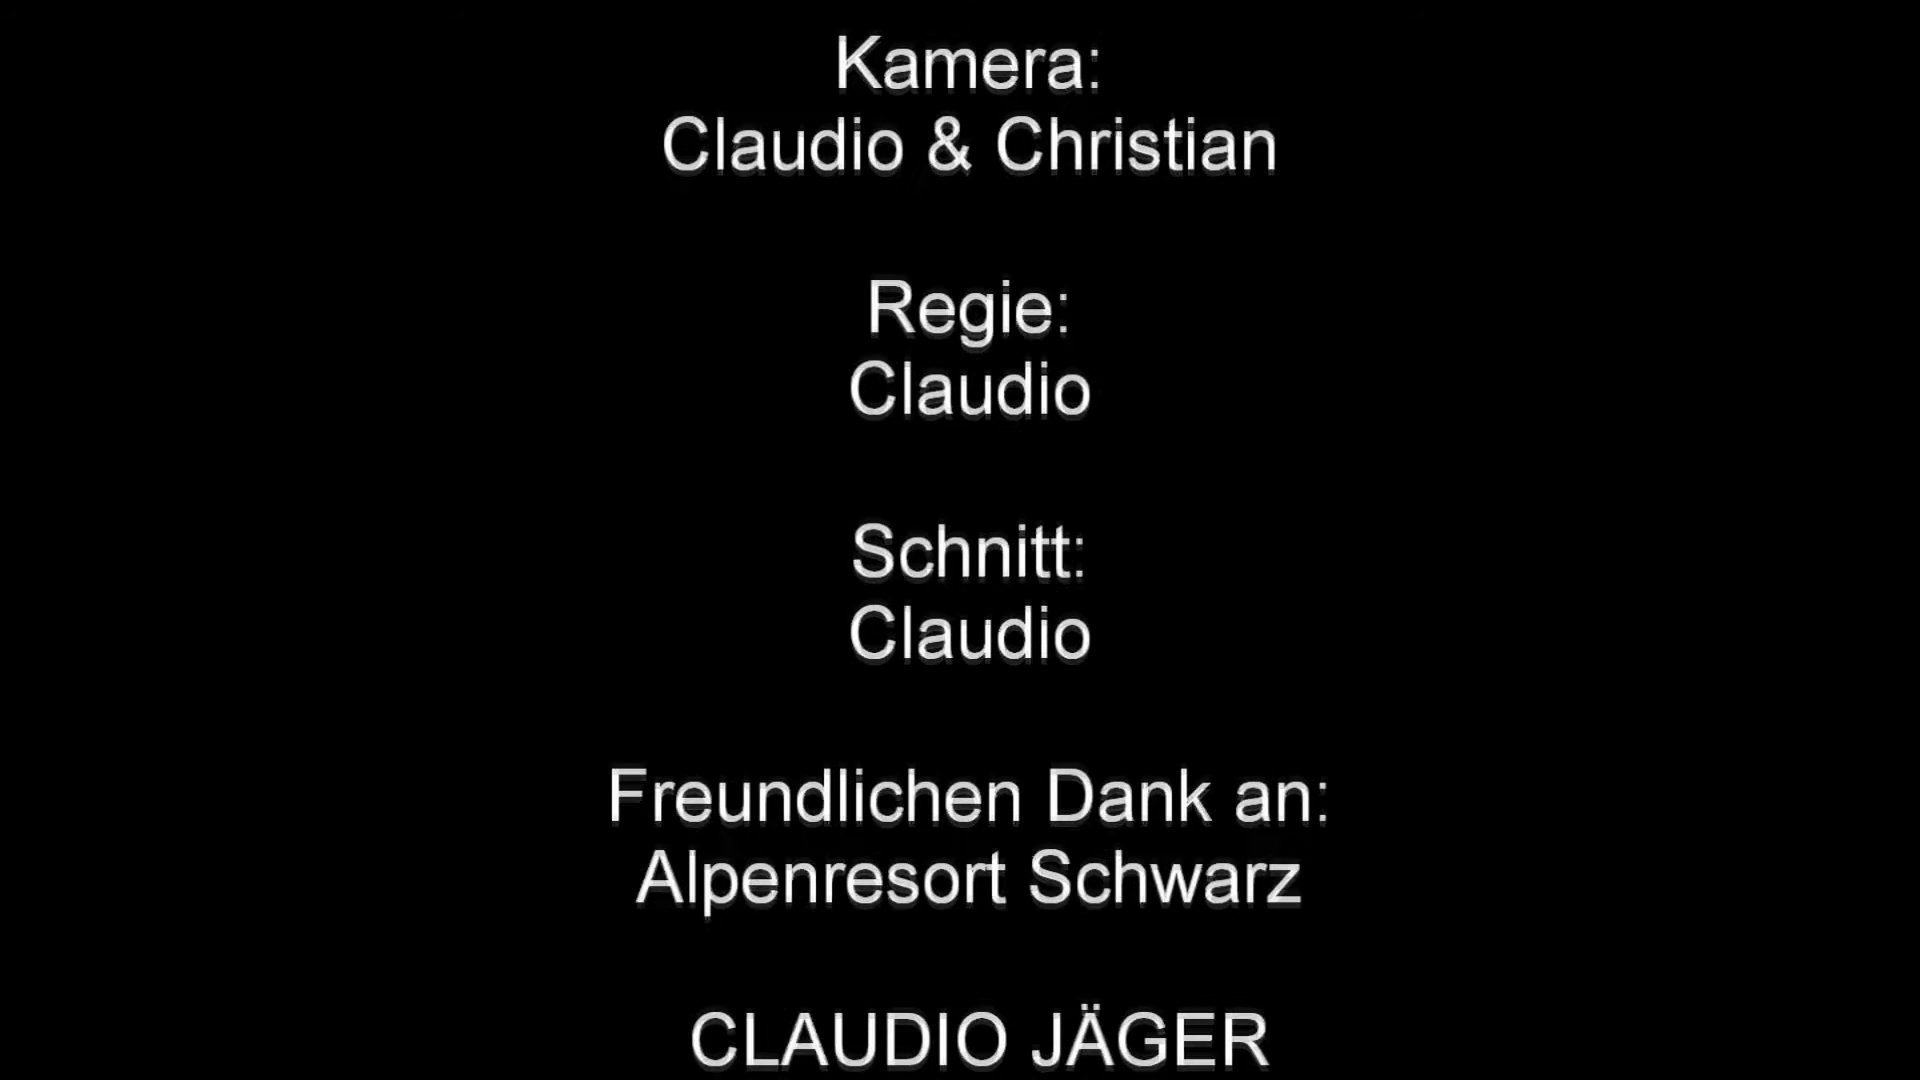 Kamera:
Claudio & Christian
Regie:
Claudio
Schnitt:
Claudio
Freundlichen Dank an:
Alpenresort Schwarz
CLAUDIO JÄGER